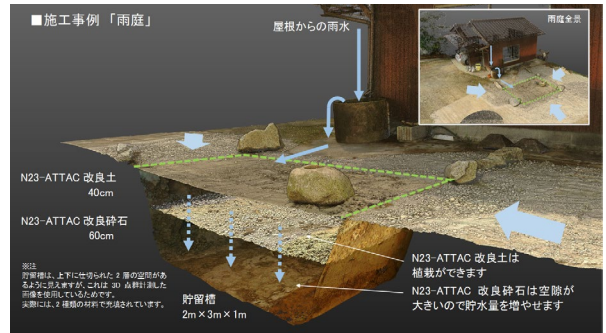 ■施工事例 「雨庭」
屋根からの雨水
雨庭全景
N23-ATTAC 改良土
40cm
N23-ATTAC 改良砕石
60cm
※注
貯留槽は、上下に仕切られた 2 層の空間があ
るように見えますが、これは 3D 点群計測した
画像を使用しているためです。
実際には、2 種類の材料で充填されています。
貯留槽
2m×3m×1m
N23-ATTAC 改良土は
植栽ができます
N23-ATTAC 改良砕石は空隙が
大きいので貯水量を増やせます